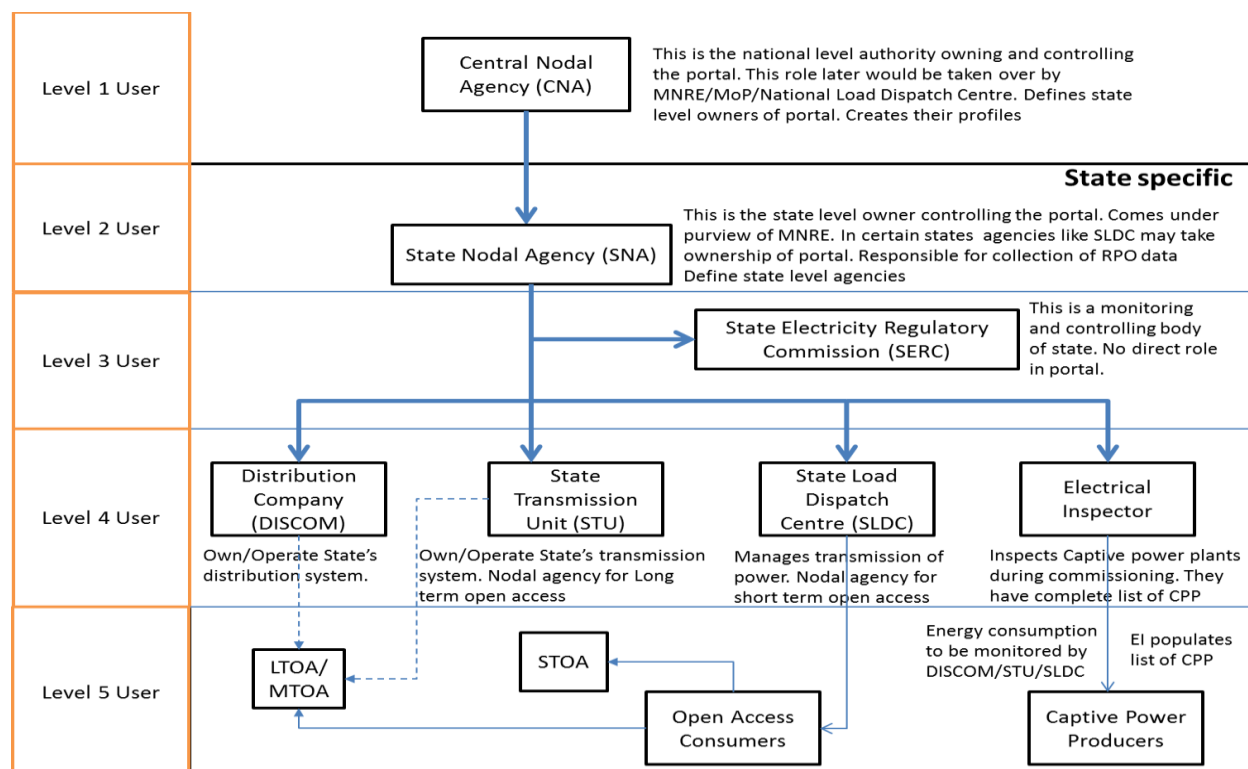 Level 1 User
Central Nodal
Agency (CNA)
This is the national level authority owning and controlling
the portal. This role later would be taken over by
MNRE/MoP/National Load Dispatch Centre. Defines state
level owners of portal. Creates their profiles
State specific
Level 2 User
State Nodal Agency (SNA)
This is the state level owner controlling the portal. Comes under
purview of MNRE. In certain states agencies like SLDC may take
ownership of portal. Responsible for collection of RPO data
Define state level agencies
Level 3 User
State Electricity Regulatory
Commission (SERC)
This is a monitoring
and controlling body
of state. No direct role
in portal.
Level 4 User
Distribution
Company
(DISCOM)
Own/Operate State's
distribution system.
State
Transmission
Unit (STU)
Own/Operate State's transmission
system. Nodal agency for Long
term open access
State Load
Dispatch
Centre (SLDC)
Manages transmission of
power. Nodal agency for
short term open access
Electrical
Inspector
Inspects Captive power plants
during commissioning. They
have complete list of CPP
Level 5 User
LTOA/
MTOA
STOA
Open Access
Consumers
Energy consumption
to be monitored by
DISCOM/STU/SLDC
EI populates
list of CPP
Captive Power
Producers